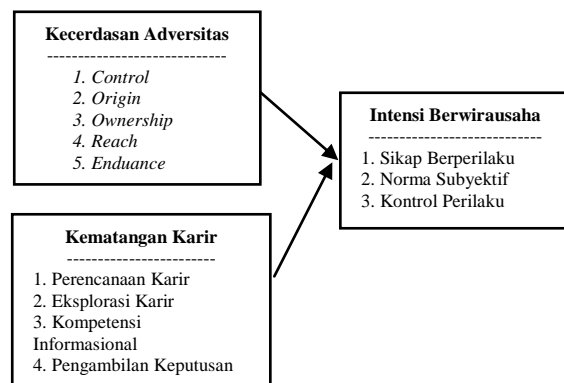 Kecerdasan Adversitas
------------------------------
1. Control
2. Origin
3. Ownership
4. Reach
5. Enduance
Intensi Berwirausaha
-----------------------------
1. Sikap Berperilaku
2. Norma Subyektif
3. Kontrol Perilaku
Kematangan Karir
-------------------------
1. Perencanaan Karir
2. Eksplorasi Karir
3. Kompetensi
Informasional
4. Pengambilan Keputusan